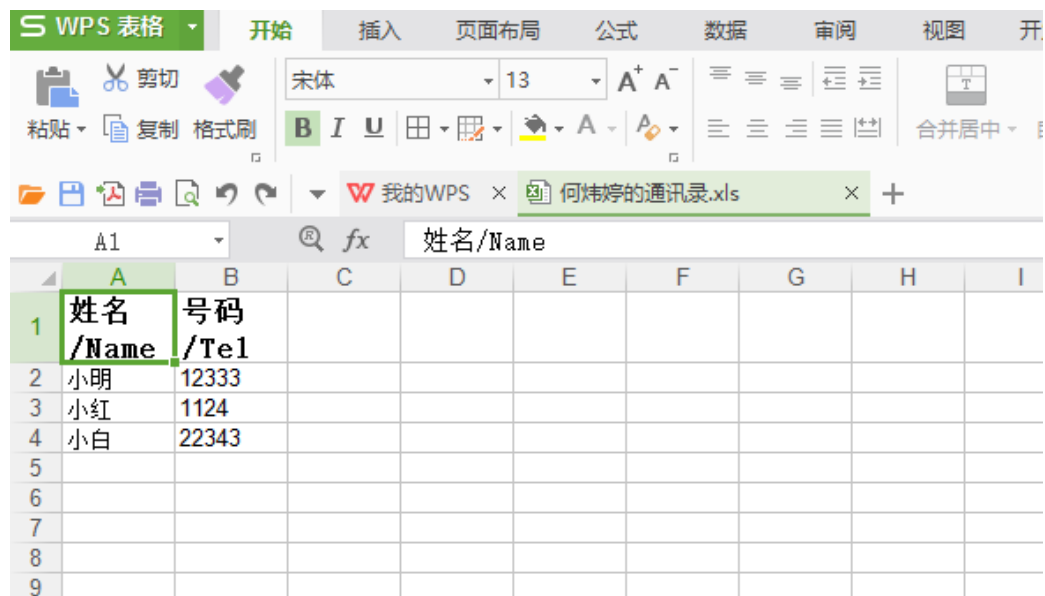 S WPS 表格 开始 插入 页面布局 公式 数据 审阅 视图
剪切 宋体 13 A+ A-
粘贴 复制 格式刷 B I U A 合并居中
我的WPS × 何炜婷的通讯录.xls × +
A1 fx 姓名/Name
A B C D E F G H I
1 姓名 号码
/Name /Tel
2 小明 12333
3 小红 1124
4 小白 22343
5
6
7
8
9